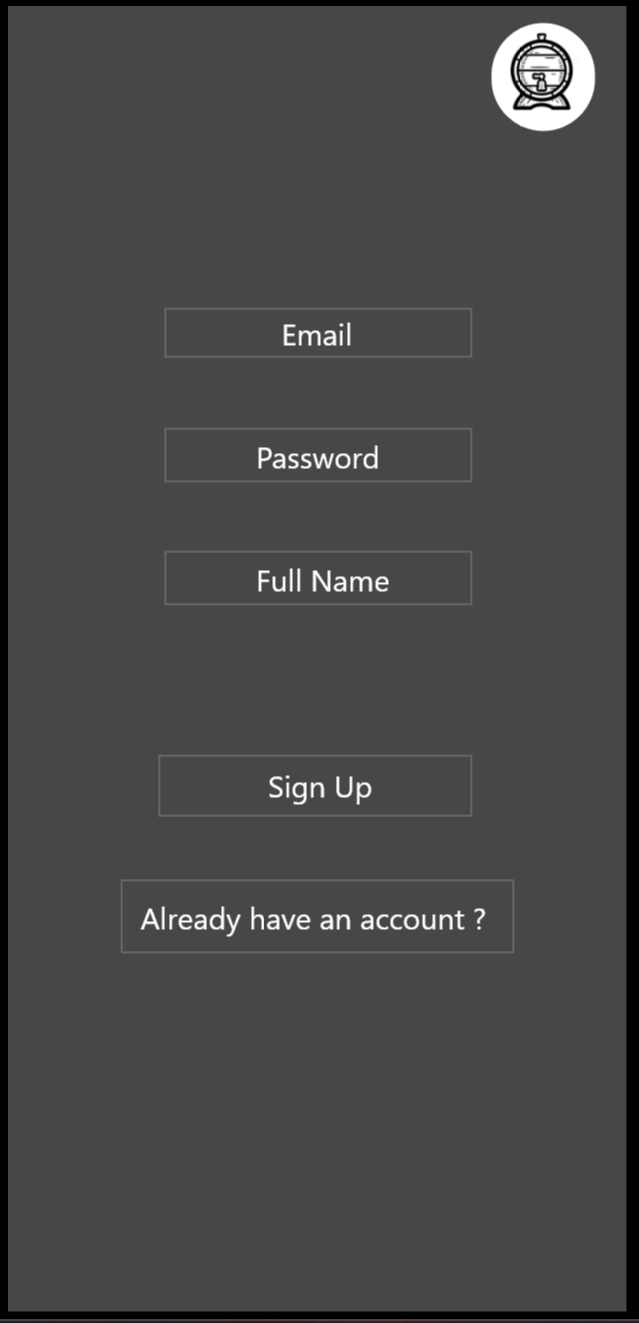 Email
Password
Full Name
Sign Up
Already have an account ?